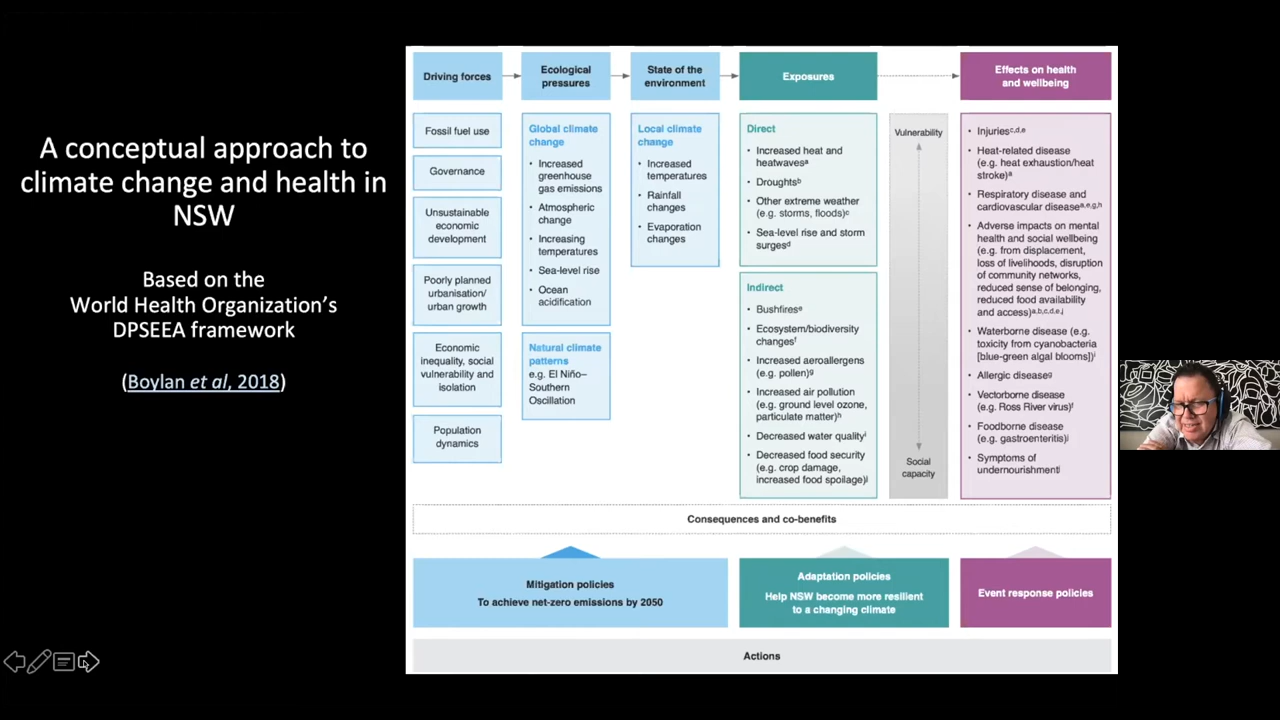 A conceptual approach to
climate change and health in
NSW
Based on the
World Health Organization's
DPSEEA framework
(Boylan et al, 2018)
Driving forces
Ecological
pressures
State of the
environment
Exposures
Effects on health
and wellbeing
Fossil fuel use
Governance
Unsustainable
economic
development
Poorly planned
urbanisation/
urban growth
Economic
inequality, social
vulnerability and
isolation
Population
dynamics
Global climate
change
• Increased
greenhouse
gas emissions
• Atmospheric
change
• Increasing
temperatures
• Sea-level rise
• Ocean
acidification
Natural climate
patterns
e.g. El Niño–
Southern
Oscillation
Local climate
change
• Increased
temperatures
• Rainfall
changes
• Evaporation
changes
Direct
• Increased heat and
heatwavesᵃ
• Droughtsᵇ
• Other extreme weather
(e.g. storms, floods)ᶜ
• Sea-level rise and storm
surgesᵈ
Indirect
• Bushfiresᵉ
• Ecosystem/biodiversity
changesᶠ
• Increased aeroallergens
(e.g. pollen)ᵍ
• Increased air pollution
(e.g. ground level ozone,
particulate matter)ʰ
• Decreased water qualityⁱ
• Decreased food security
(e.g. crop damage,
increased food spoilage)ʲ
Vulnerability
Social
capacity
• Injuriesᶜ,ᵈ,ᵉ
• Heat-related disease
(e.g. heat exhaustion/heat
stroke)ᵃ
• Respiratory disease and
cardiovascular diseaseᵃ,ᵉ,ᵍ,ʰ
• Adverse impacts on mental
health and social wellbeing
(e.g. from displacement,
loss of livelihoods, disruption
of community networks,
reduced sense of belonging,
reduced food availability
and access)ᵃ,ᵇ,ᶜ,ᵈ,ᵉ,ʲ
• Waterborne disease (e.g.
toxicity from cyanobacteria
[blue-green algal blooms])ⁱ
• Allergic diseaseᵍ
• Vectorborne disease
(e.g. Ross River virus)ᶠ
• Foodborne disease
(e.g. gastroenteritis)ʲ
• Symptoms of
undernourishmentʲ
Consequences and co-benefits
Mitigation policies
To achieve net-zero emissions by 2050
Adaptation policies
Help NSW become more resilient
to a changing climate
Event response policies
Actions